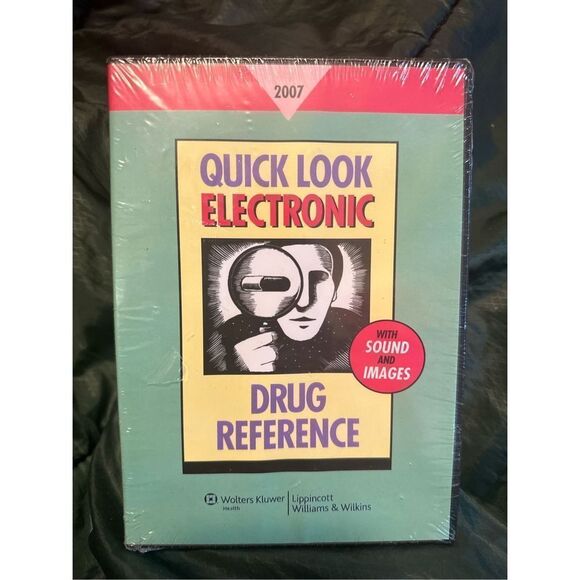 2007
QUICK LOOK
ELECTRONIC
WITH
SOUND
AND
IMAGES
DRUG
REFERENCE
Wolters Kluwer
Health
Lippincott
Williams & Wilkins